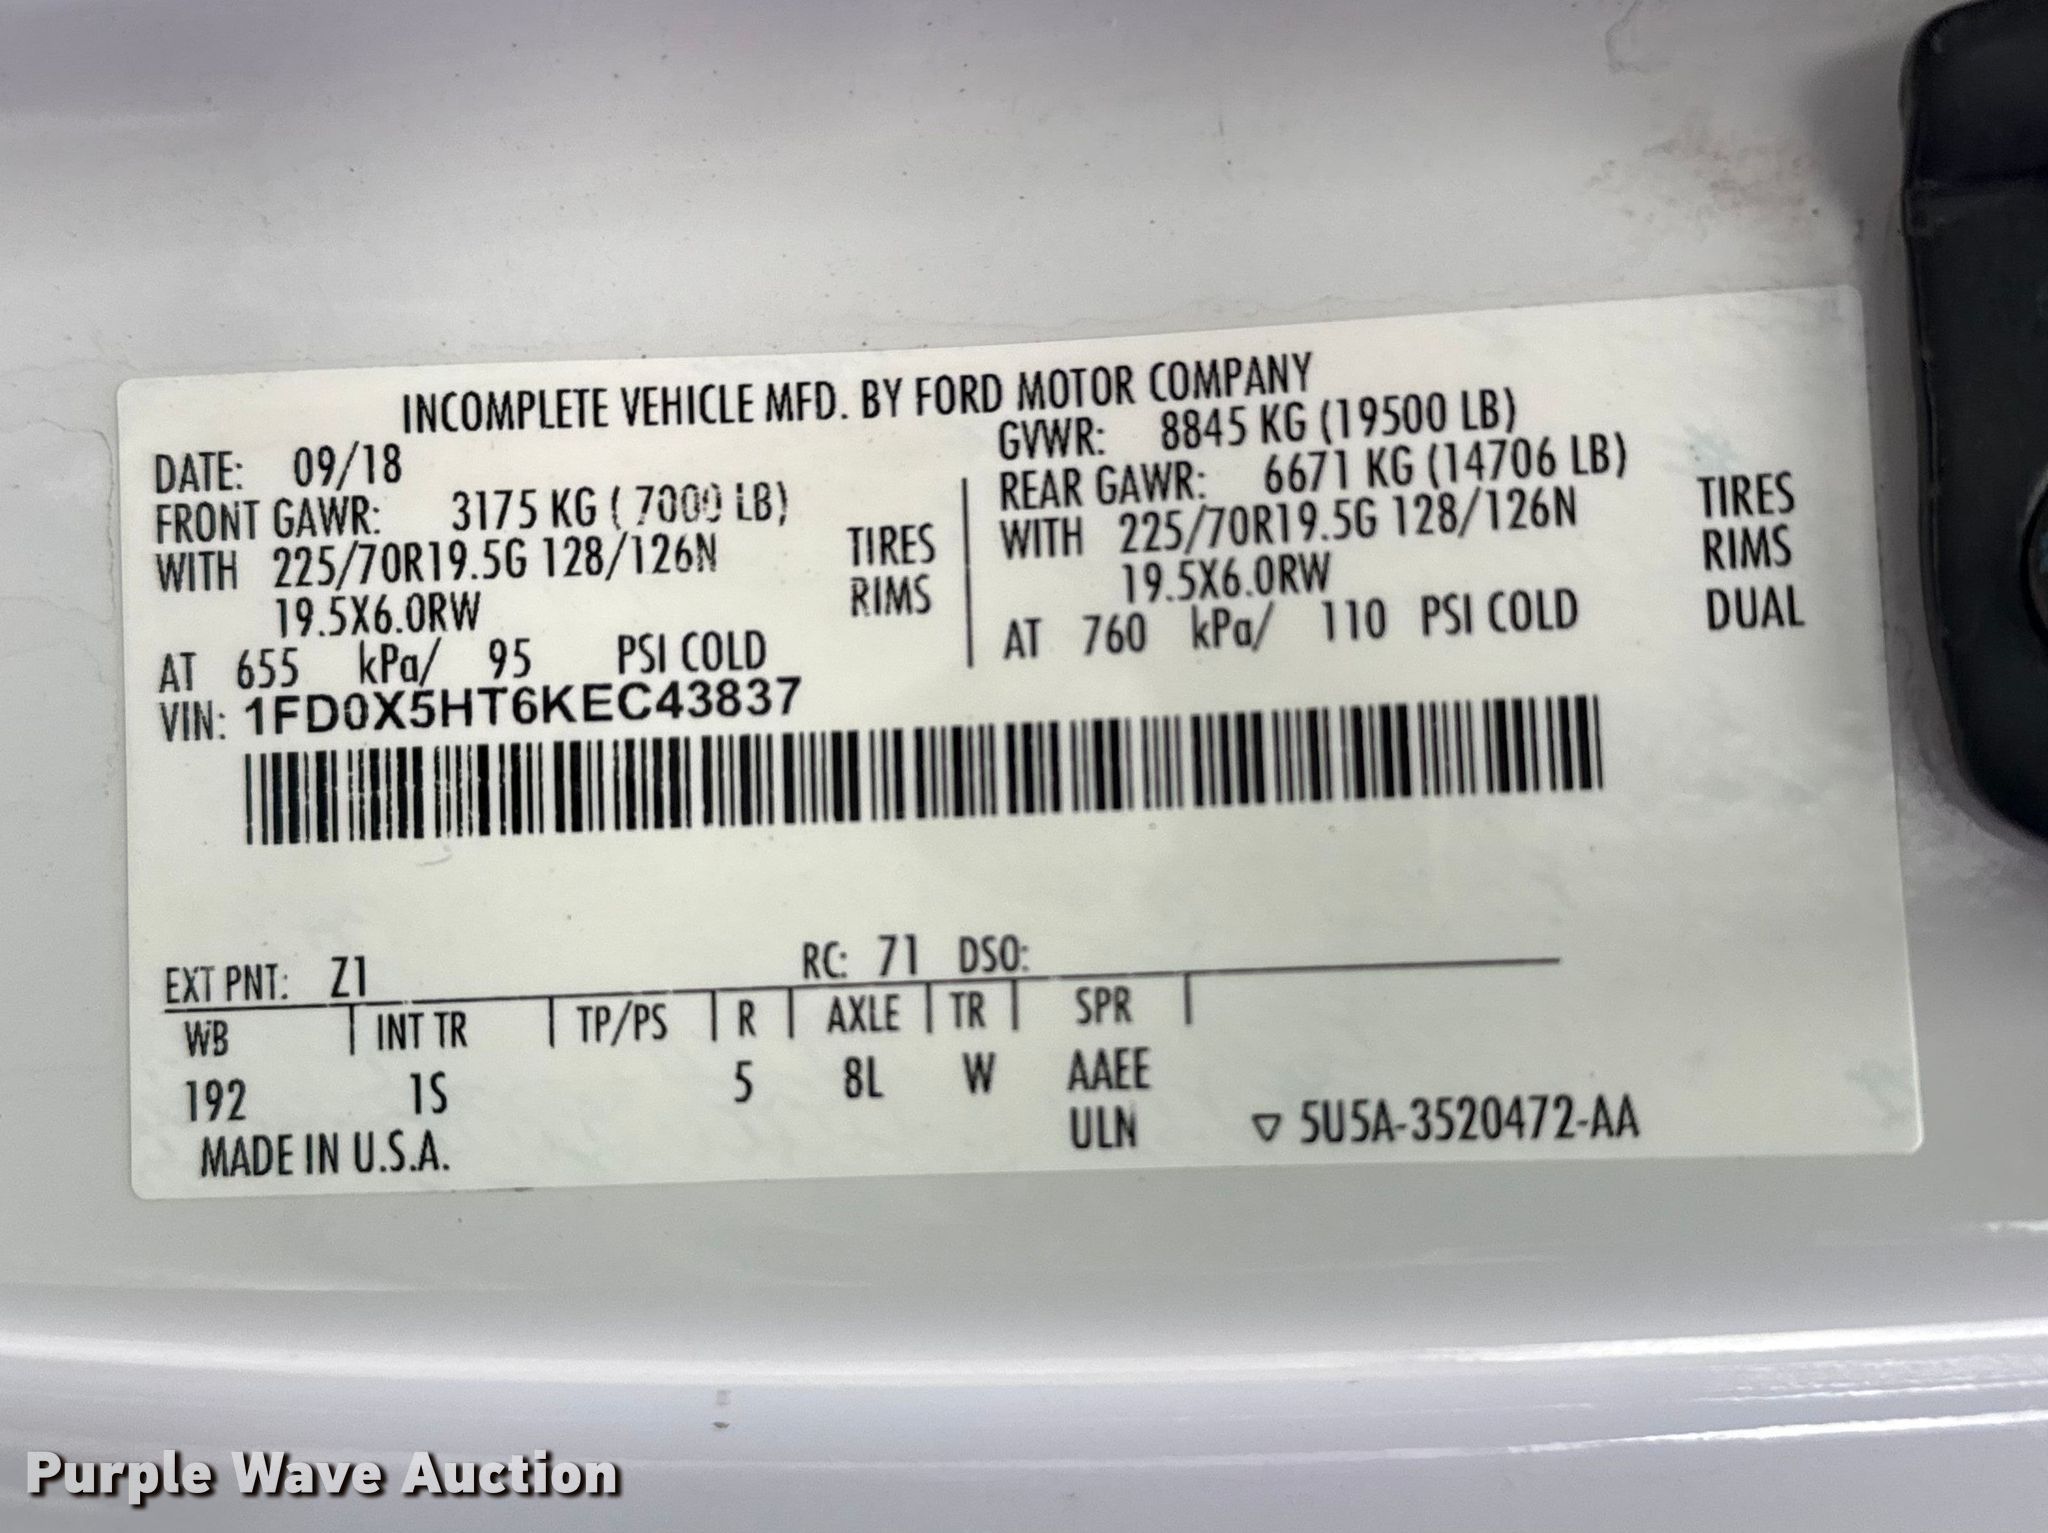 INCOMPLETE VEHICLE MFD. BY FORD MOTOR COMPANY
DATE: 09/18 GVWR: 8845 KG (19500 LB)
FRONT GAWR: 3175 KG ( 7000 LB) REAR GAWR: 6671 KG (14706 LB)
WITH 225/70R19.5G 128/126N TIRES WITH 225/70R19.5G 128/126N TIRES
19.5X6.0RW RIMS 19.5X6.0RW RIMS
AT 655 kPa/ 95 PSI COLD AT 760 kPa/ 110 PSI COLD DUAL
VIN: 1FD0X5HT6KEC43837
EXT PNT: Z1 RC: 71 DSO:
WB INT TR TP/PS R AXLE TR SPR
192 1S 5 8L W AAEE
ULN ▽ 5U5A-3520472-AA
MADE IN U.S.A.
Purple Wave Auction